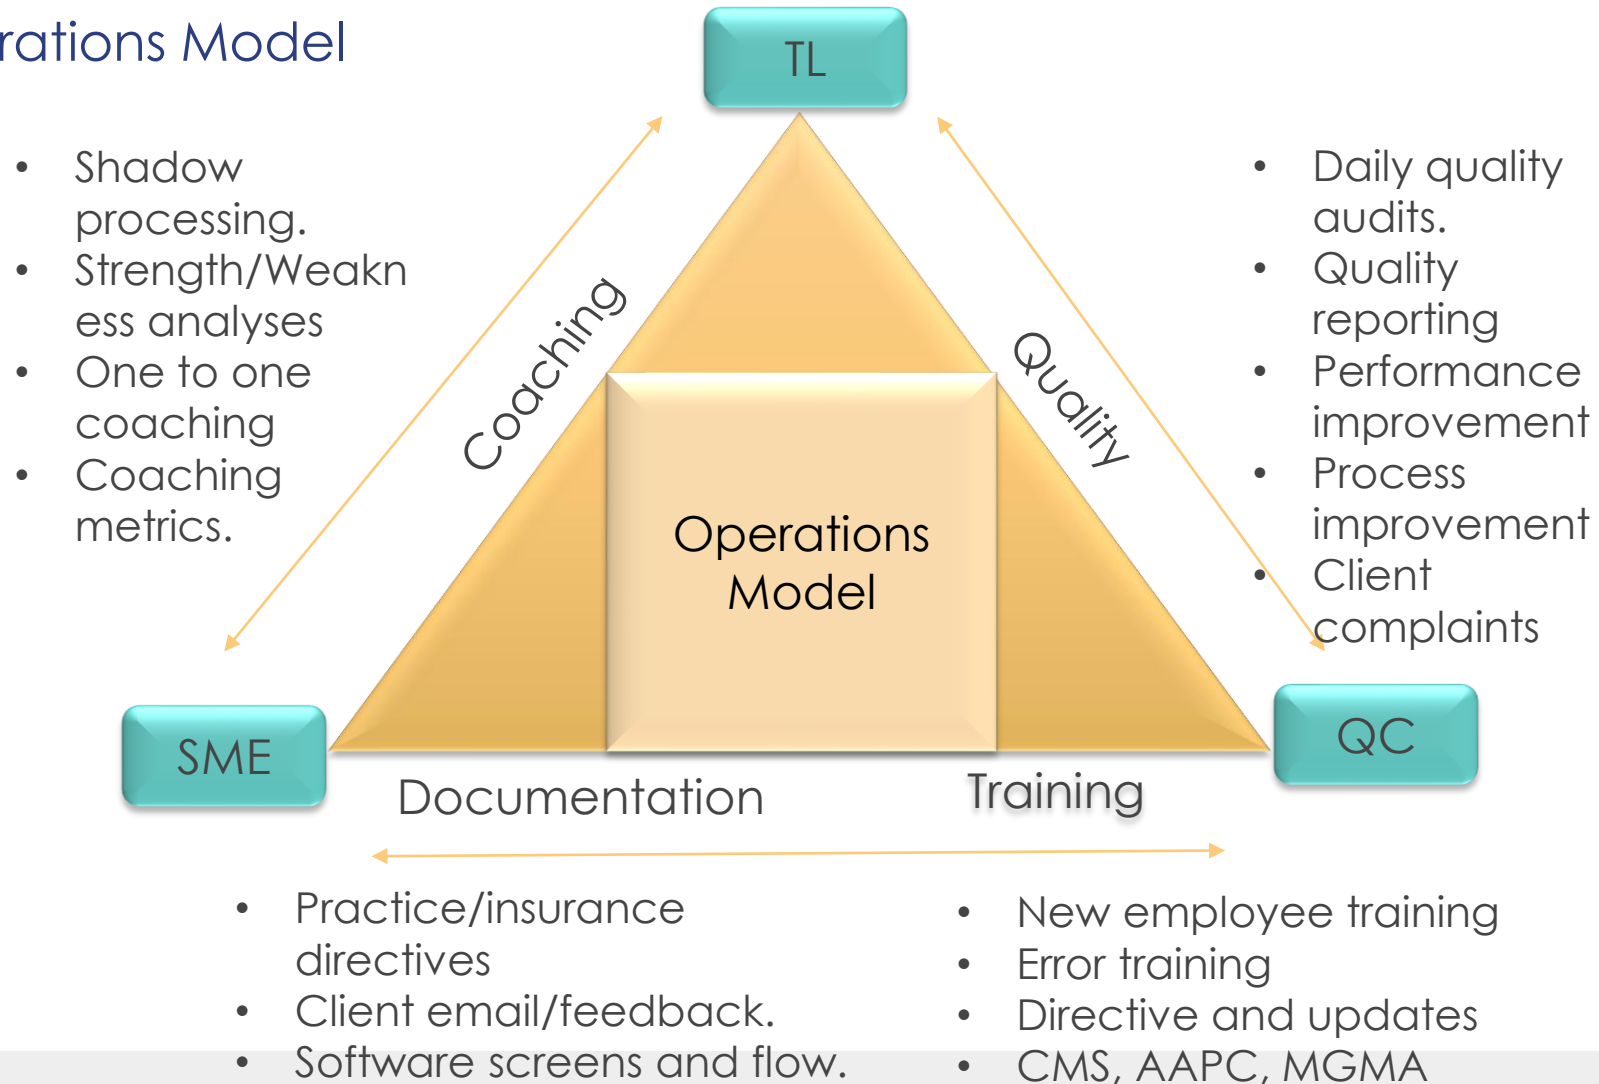 rations Model
TL
• Shadow
processing.
• Strength/Weakn
ess analyses
• One to one
coaching
• Coaching
metrics.
Coaching
Quality
• Daily quality
audits.
• Quality
reporting
• Performance
improvement
• Process
improvement
• Client
complaints
Operations
Model
SME
QC
Documentation
Training
• Practice/insurance
directives
• Client email/feedback.
• Software screens and flow.
• New employee training
• Error training
• Directive and updates
• CMS, AAPC, MGMA